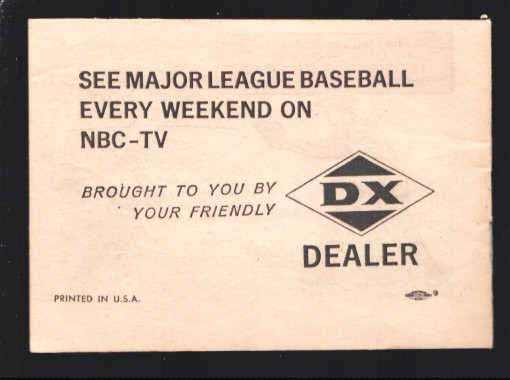 SEE MAJOR LEAGUE BASEBALL
EVERY WEEKEND ON
NBC-TV
BROUGHT TO YOU BY
YOUR FRIENDLY
DX
DEALER
PRINTED IN U.S.A.
9